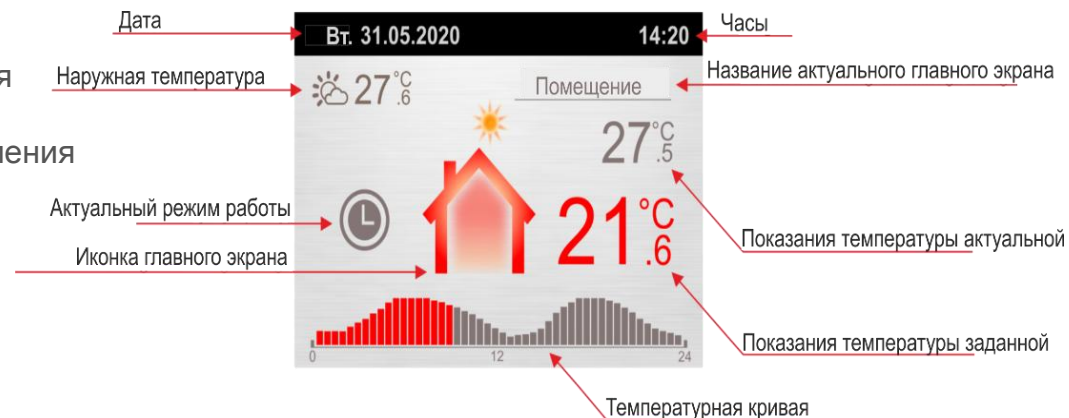 Дата
Часы
Вт. 31.05.2020 14:20
Наружная температура
Название актуального главного экрана
27 °C .6
Помещение
27 °C .5
Актуальный режим работы
21 °C .6
Показания температуры актуальной
Иконка главного экрана
Показания температуры заданной
0 12 24
Температурная кривая